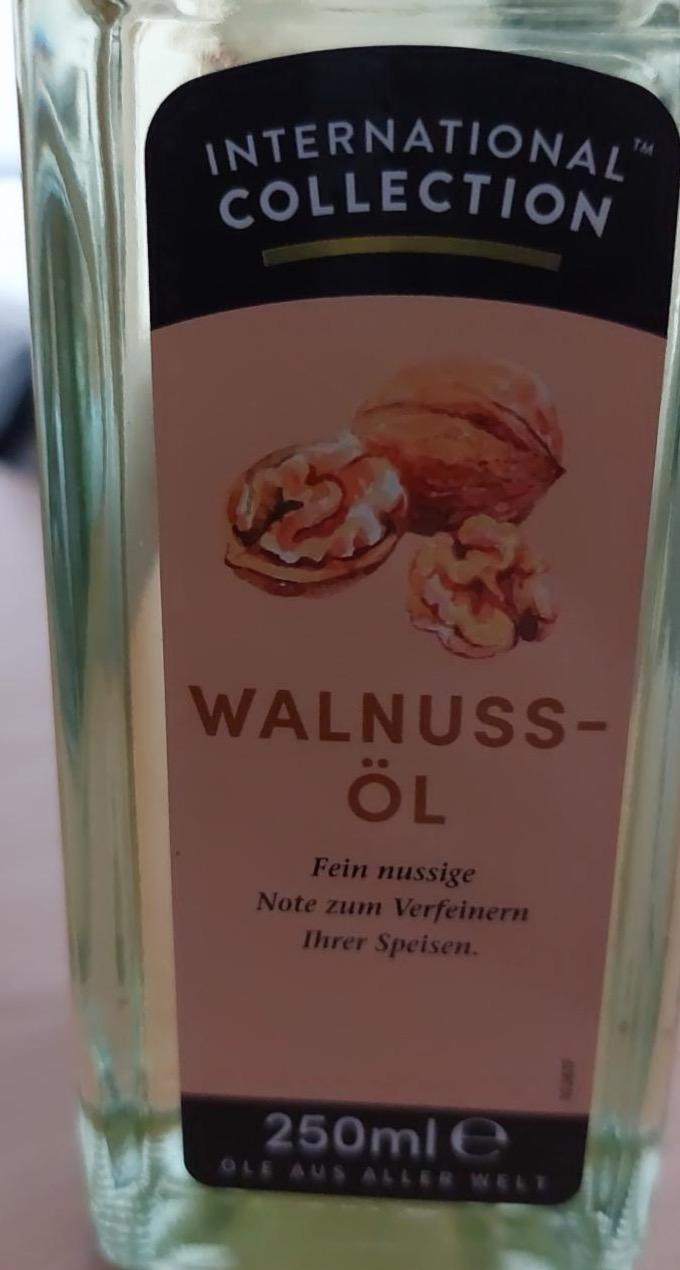 INTERNATIONAL™
COLLECTION
WALNUSS-
ÖL
Fein nussige
Note zum Verfeinern
Ihrer Speisen.
250ml ℮
ÖLE AUS ALLER WELT